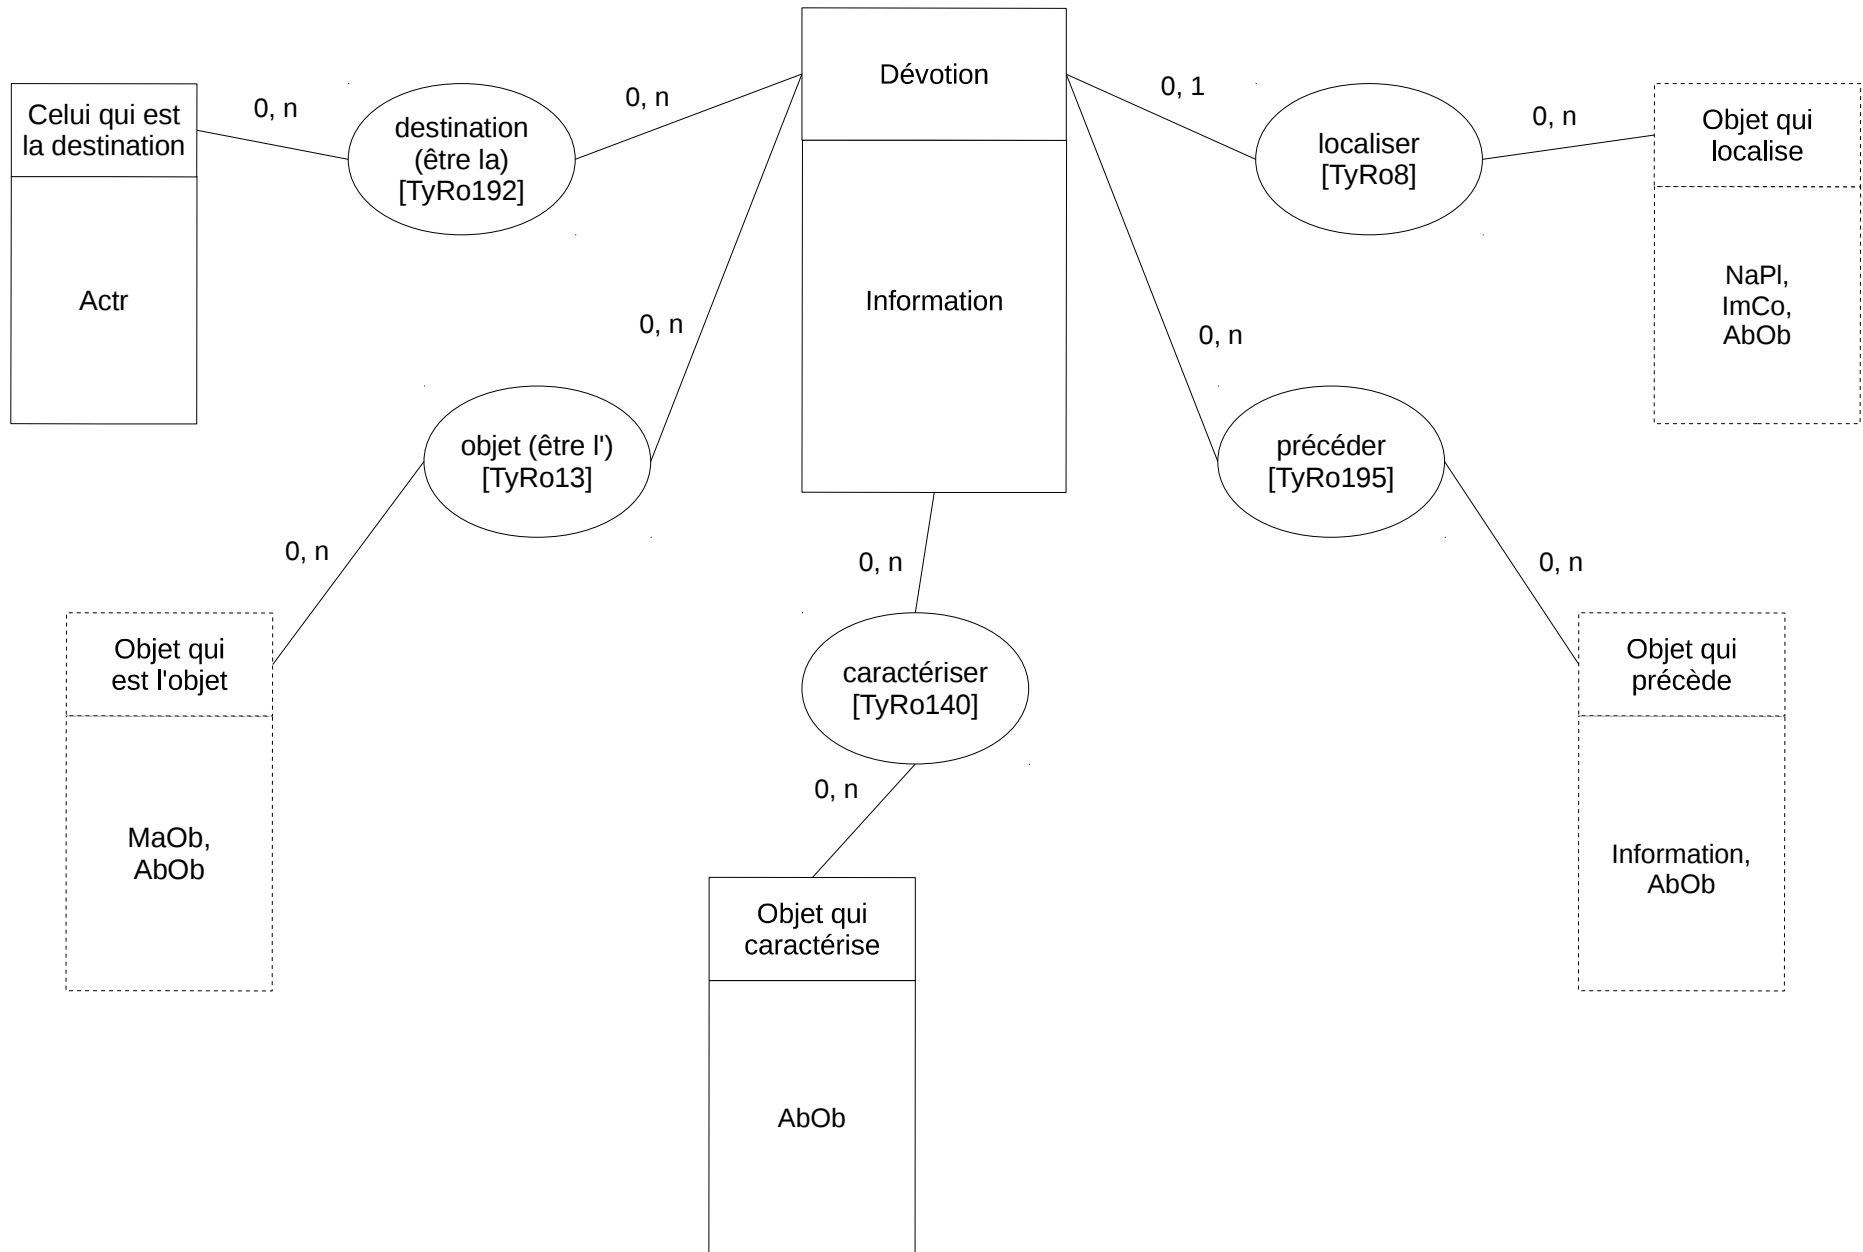 Dévotion
Information
Celui qui est
la destination
Actr
0, n
destination
(être la)
[TyRo192]
0, n
0, 1
localiser
[TyRo8]
0, n
Objet qui
localise
NaPl,
ImCo,
AbOb
0, n
objet (être l')
[TyRo13]
0, n
Objet qui
est l'objet
MaOb,
AbOb
0, n
caractériser
[TyRo140]
0, n
Objet qui
caractérise
AbOb
0, n
précéder
[TyRo195]
0, n
Objet qui
précède
Information,
AbOb